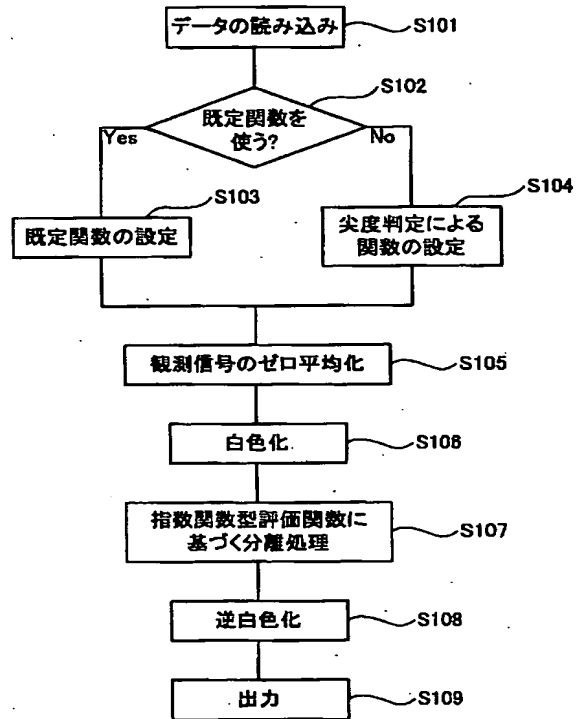 データの読み込み
S101
S102
既定関数を
使う?
Yes
No
S103
既定関数の設定
S104
尖度判定による
関数の設定
観測信号のゼロ平均化
S105
白色化
S106
指数関数型評価関数に
基づく分離処理
S107
逆白色化
S108
出力
S109